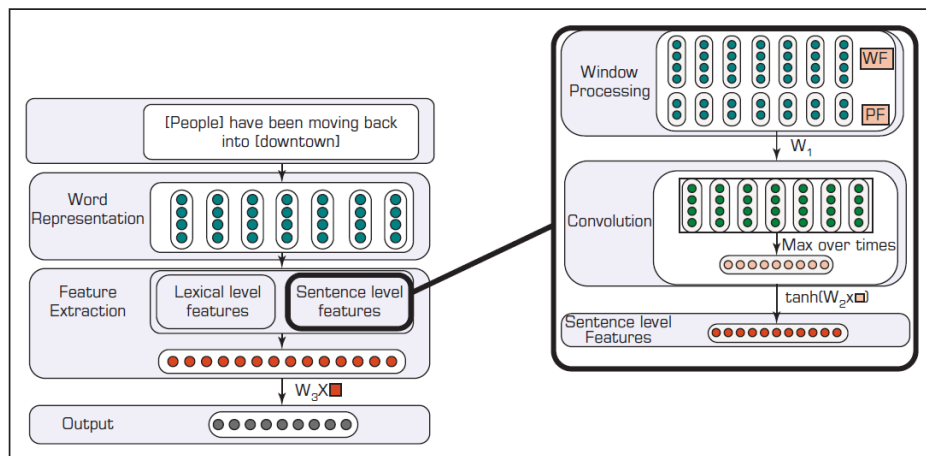 [People] have been moving back
into [downtown]
Word
Representation
Feature
Extraction
Lexical level
features
Sentence level
features
W₃X
Output
Window
Processing
WF
PF
W₁
Convolution
Max over times
tanh(W₂x )
Sentence level
Features